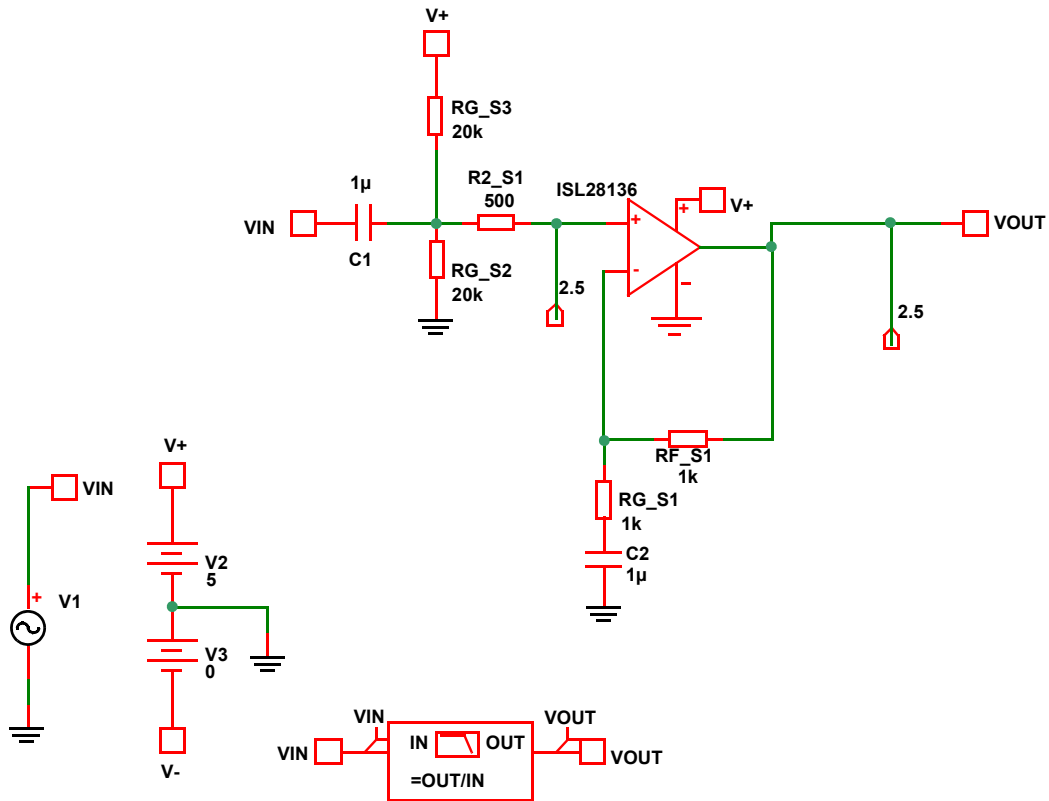 V+
RG_S3
20k
1µ
R2_S1
500
ISL28136
+
V+
VIN
C1
+
-
−
VOUT
RG_S2
20k
2.5
2.5
RF_S1
1k
RG_S1
1k
C2
1µ
V+
VIN
V2
5
+
V1
V3
0
V-
VIN
VOUT
VIN
IN
OUT
VOUT
=OUT/IN